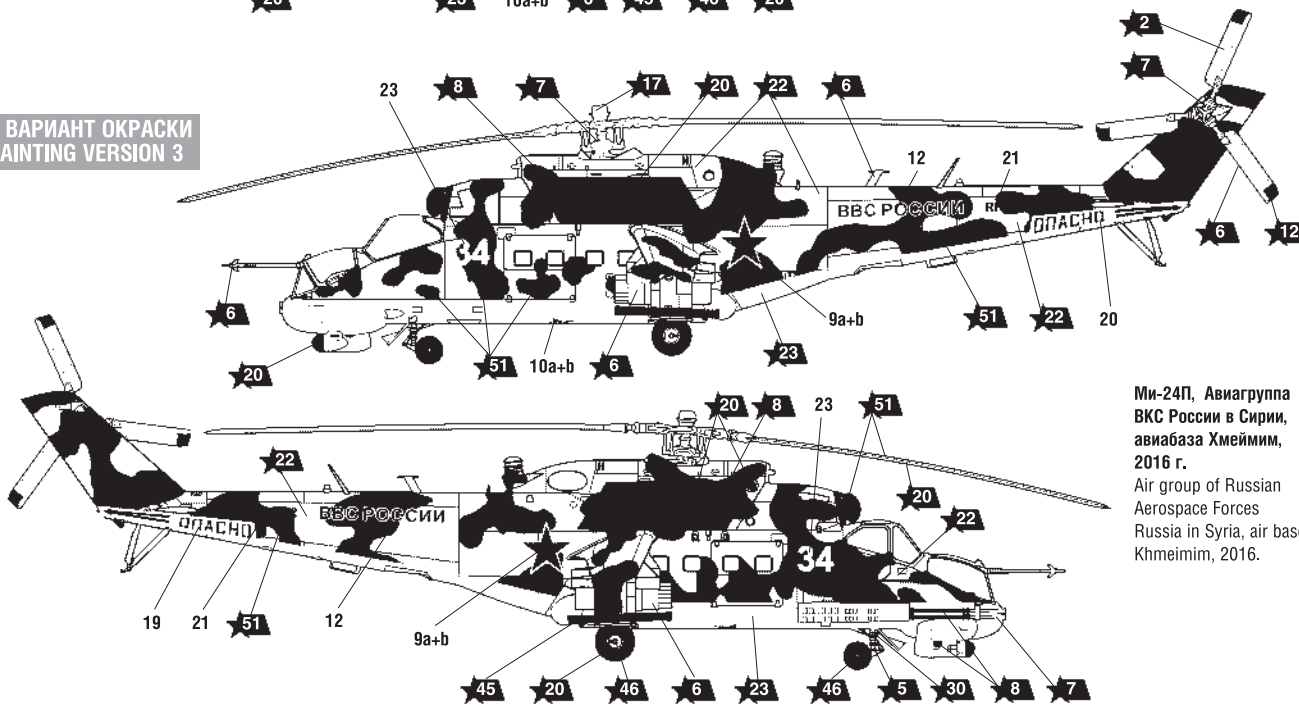 10a+b
23 8 7 17 20 22 6 2
7
ВАРИАНТ ОКРАСКИ
AINTING VERSION 3
12 21
ВВС РОССИИ
ОПАСНО
34
6 12
6
9a+b 51 22 20
23
20 51 10a+b 6
20 8 23 51
22
20
22
ВВС РОССИИ
ОПАСНО
34
19 21 51 12 9a+b
45 20 46 6 23 46 5 30 8 7
Ми-24П, Авиагруппа
ВКС России в Сирии,
авиабаза Хмеймим,
2016 г.
Air group of Russian
Aerospace Forces
Russia in Syria, air base
Khmeimim, 2016.